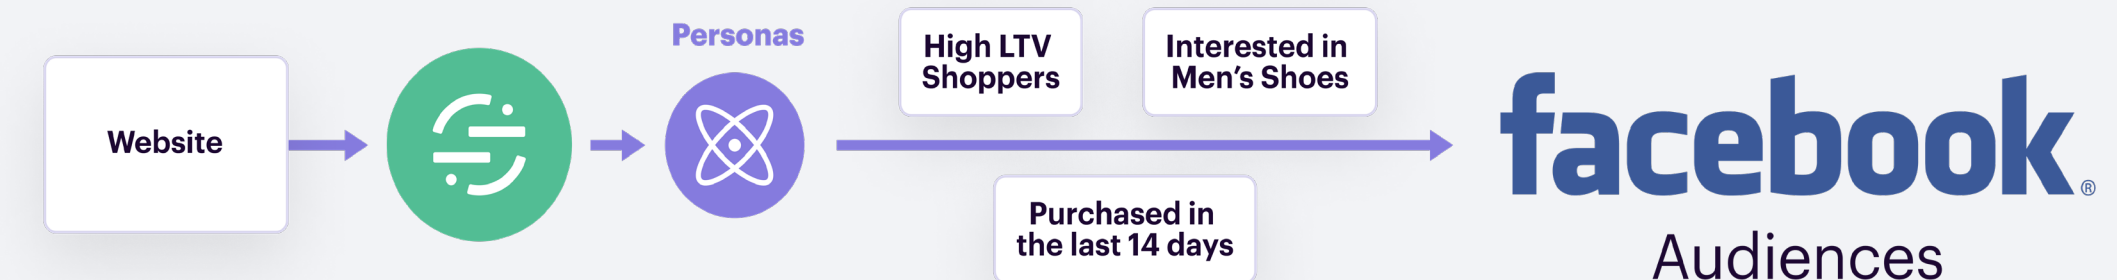 Personas
Website
High LTV
Shoppers
Interested in
Men’s Shoes
Purchased in
the last 14 days
facebook®
Audiences